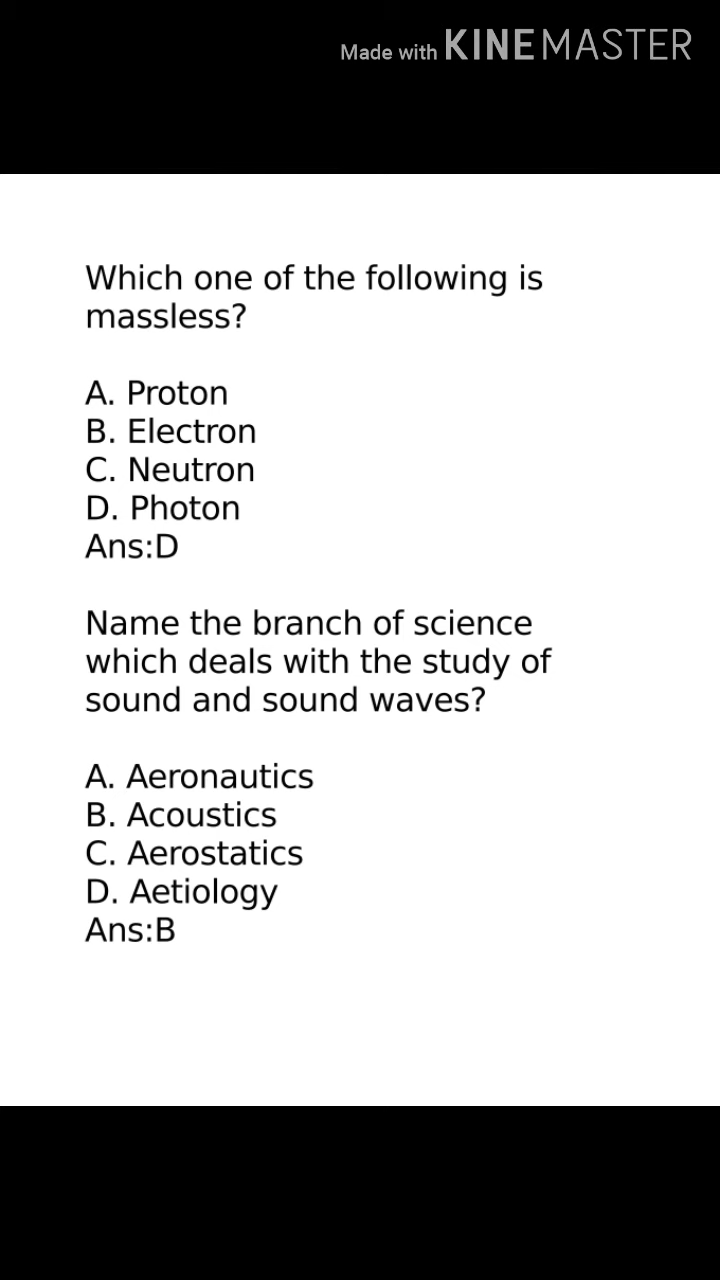 Made with KINEMASTER
Which one of the following is
massless?
A. Proton
B. Electron
C. Neutron
D. Photon
Ans:D
Name the branch of science
which deals with the study of
sound and sound waves?
A. Aeronautics
B. Acoustics
C. Aerostatics
D. Aetiology
Ans:B